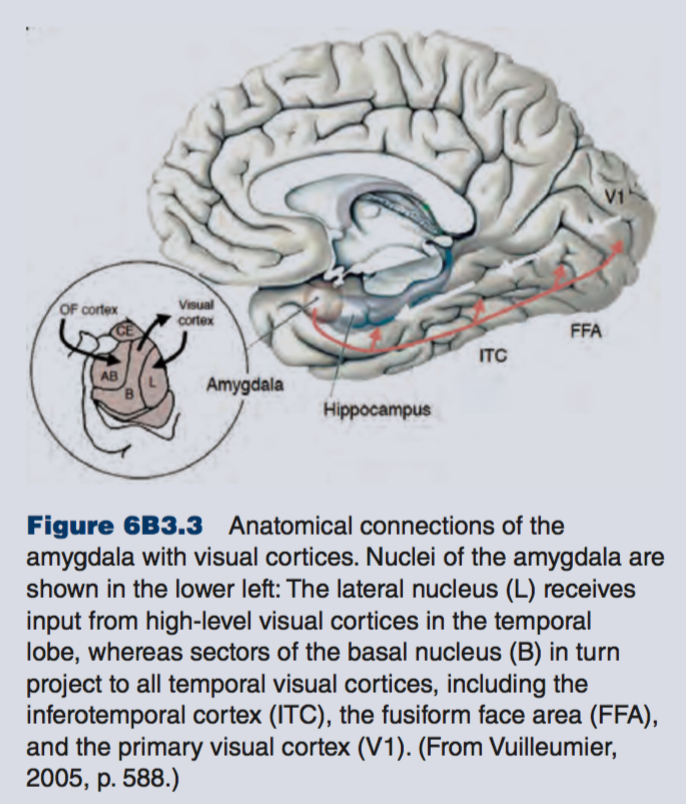 V1
OF cortex
Visual
cortex
CE
AB
L
B
Amygdala
FFA
ITC
Hippocampus
Figure 6B3.3 Anatomical connections of the
amygdala with visual cortices. Nuclei of the amygdala are
shown in the lower left: The lateral nucleus (L) receives
input from high-level visual cortices in the temporal
lobe, whereas sectors of the basal nucleus (B) in turn
project to all temporal visual cortices, including the
inferotemporal cortex (ITC), the fusiform face area (FFA),
and the primary visual cortex (V1). (From Vuilleumier,
2005, p. 588.)